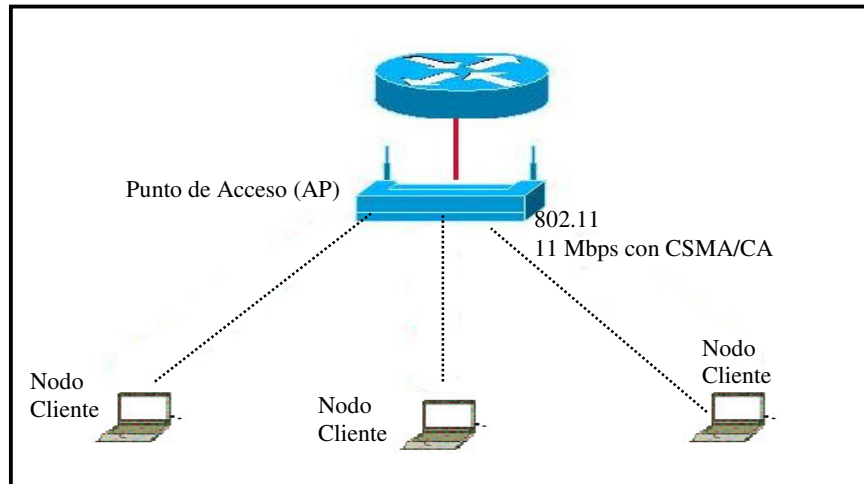 Punto de Acceso (AP)
802.11
11 Mbps con CSMA/CA
Nodo
Cliente
Nodo
Cliente
Nodo
Cliente